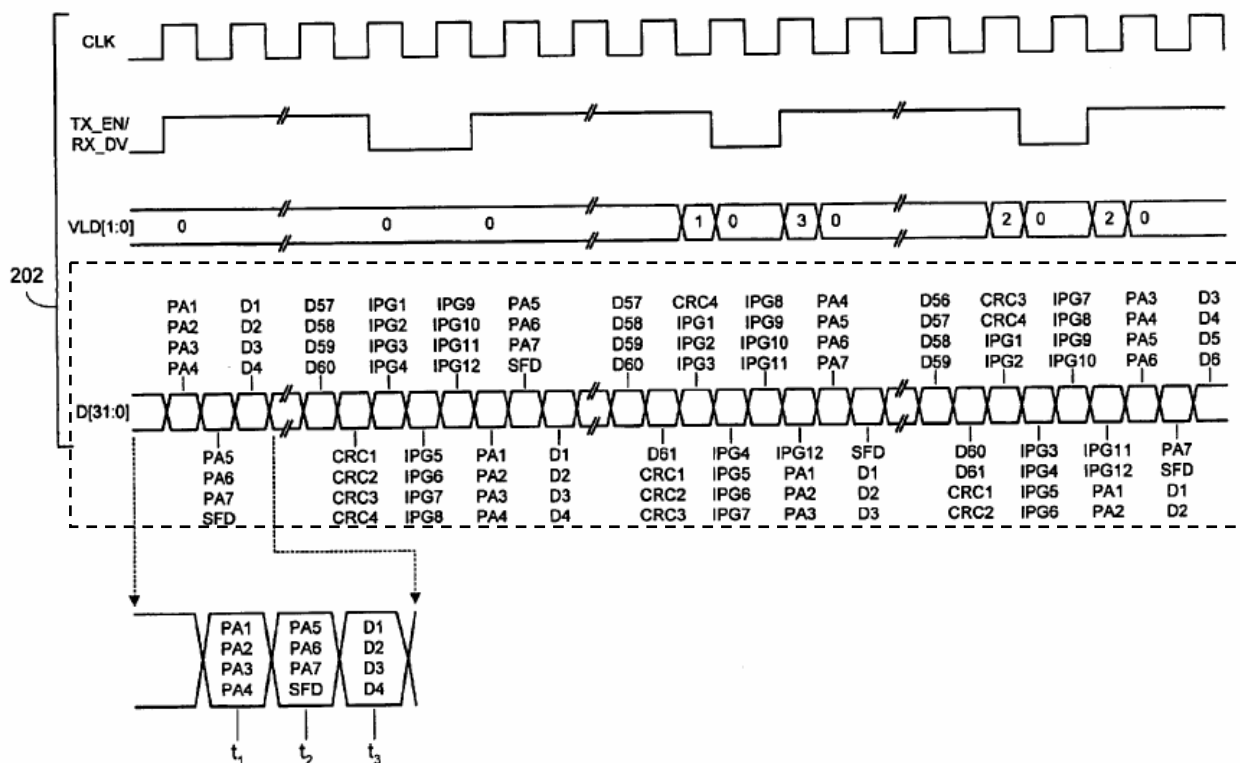 CLK
TX_EN/
RX_DV
VLD[1:0]
0
0
0
1
0
3
0
2
0
2
0
202
PA1
PA2
PA3
PA4
D1
D2
D3
D4
D57
D58
D59
D60
IPG1
IPG2
IPG3
IPG4
IPG9
IPG10
IPG11
IPG12
PA5
PA6
PA7
SFD
D57
D58
D59
D60
CRC4
IPG1
IPG2
IPG3
IPG8
IPG9
IPG10
IPG11
PA4
PA5
PA6
PA7
D56
D57
D58
D59
CRC3
CRC4
IPG1
IPG2
IPG7
IPG8
IPG9
IPG10
PA3
PA4
PA5
PA6
D3
D4
D5
D6
D[31:0]
PA5
PA6
PA7
SFD
CRC1
CRC2
CRC3
CRC4
IPG5
IPG6
IPG7
IPG8
PA1
PA2
PA3
PA4
D1
D2
D3
D4
D61
CRC1
CRC2
CRC3
IPG4
IPG5
IPG6
IPG7
IPG12
PA1
PA2
PA3
SFD
D1
D2
D3
D60
D61
CRC1
CRC2
IPG3
IPG4
IPG5
IPG6
IPG11
IPG12
PA1
PA2
PA7
SFD
D1
D2
PA1
PA2
PA3
PA4
PA5
PA6
PA7
SFD
D1
D2
D3
D4
t1
t2
t3